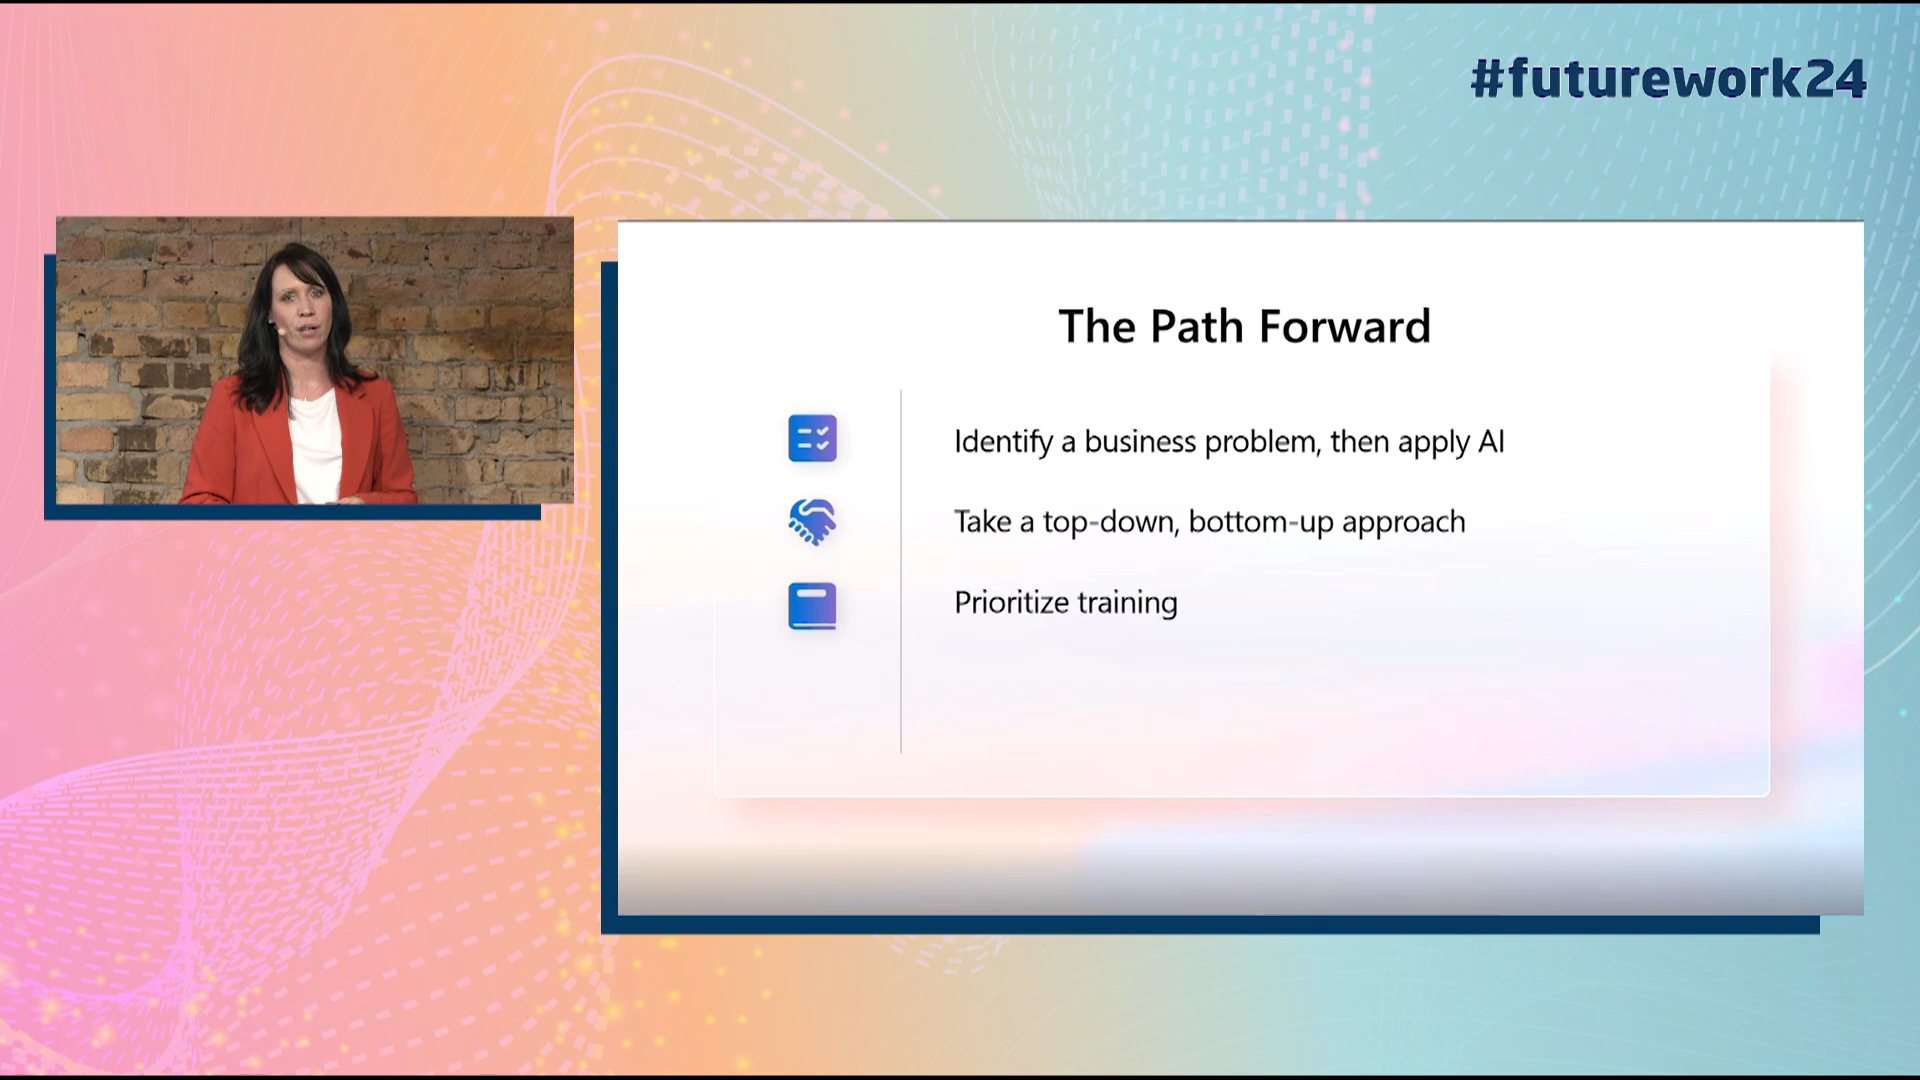 #futurework24
The Path Forward
Identify a business problem, then apply AI
Take a top-down, bottom-up approach
Prioritize training